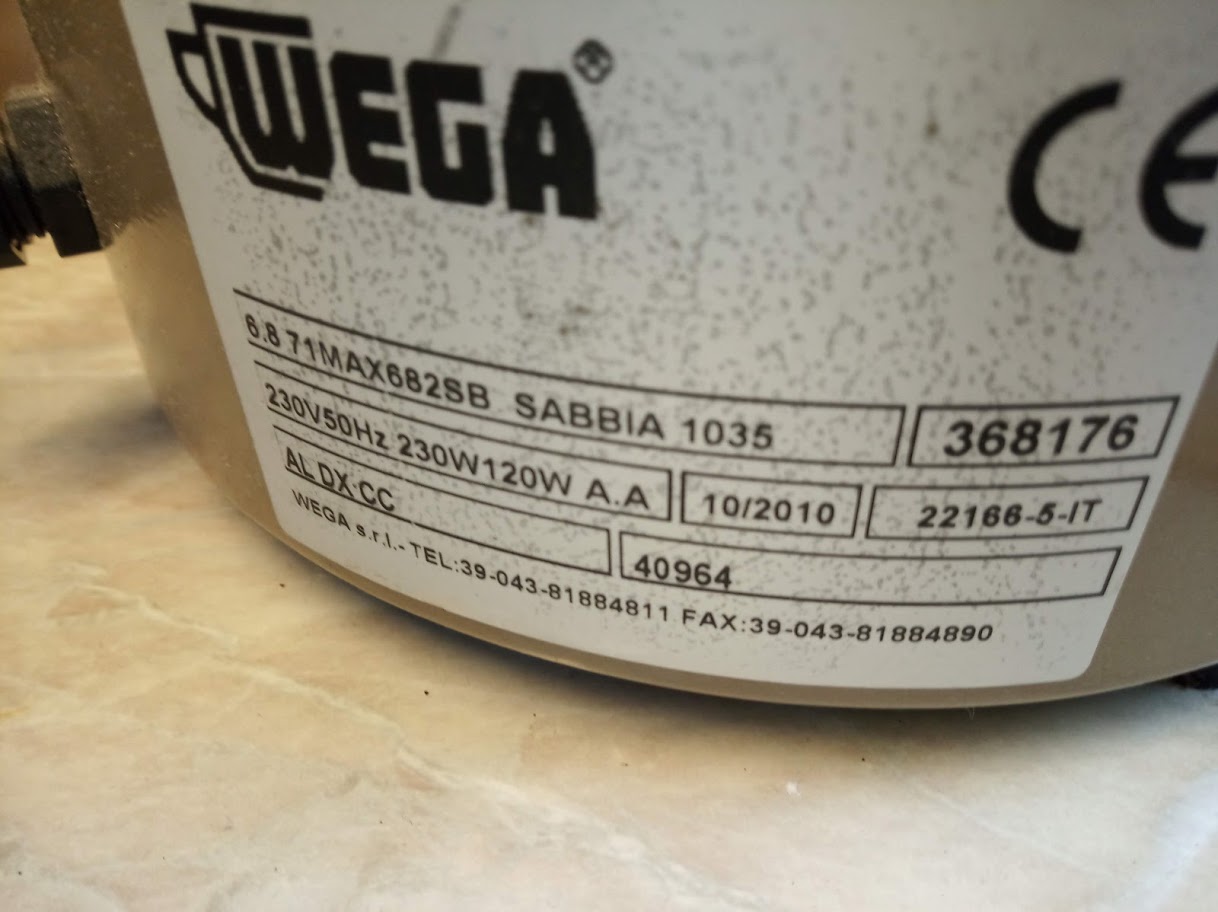 WEGA®
CE
6.8 71MAX682SB SABBIA 1035 368176
230V50Hz 230W120W A.A 10/2010 22166-5-IT
AL DX·CC 40964
WEGA s.r.l.- TEL:39-043-81884811 FAX:39-043-81884890